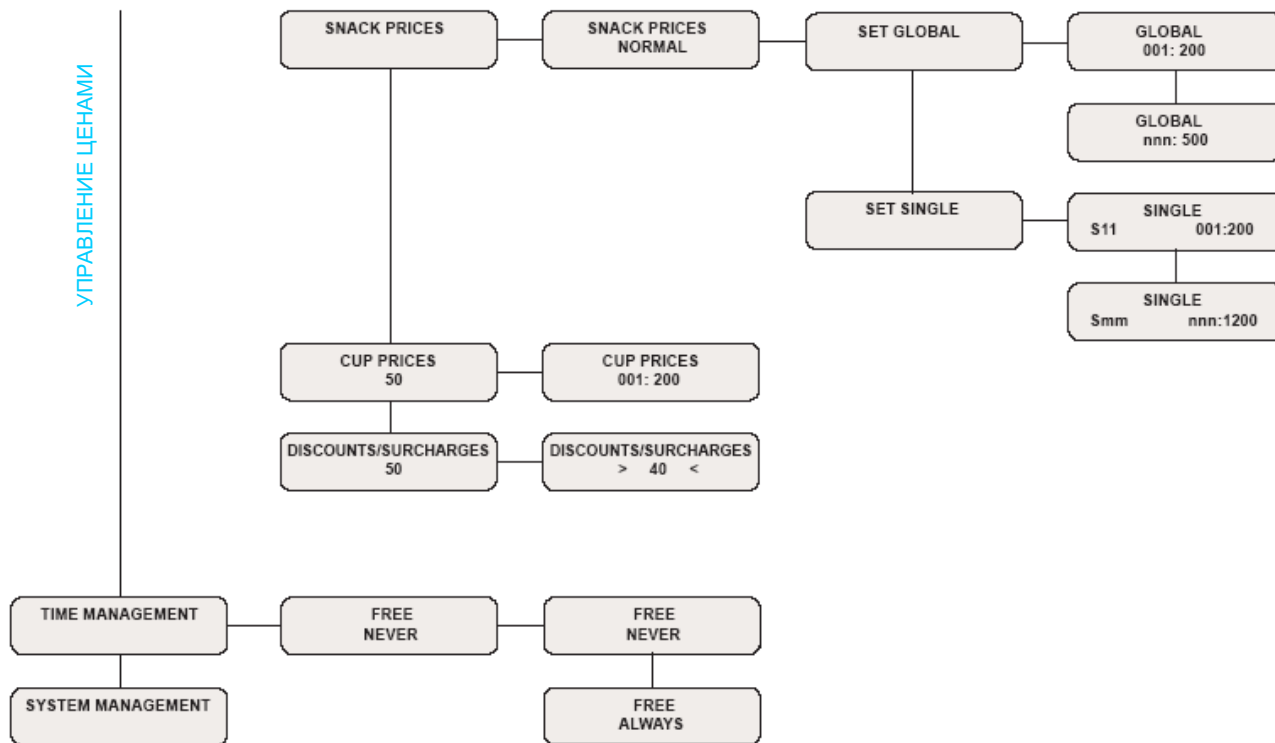 УПРАВЛЕНИЕ ЦЕНАМИ
SNACK PRICES
SNACK PRICES
NORMAL
SET GLOBAL
GLOBAL
001: 200
GLOBAL
nnn: 500
SET SINGLE
SINGLE
S11 001:200
SINGLE
Smm nnn:1200
CUP PRICES
50
CUP PRICES
001: 200
DISCOUNTS/SURCHARGES
50
DISCOUNTS/SURCHARGES
> 40 <
TIME MANAGEMENT
FREE
NEVER
FREE
NEVER
SYSTEM MANAGEMENT
FREE
ALWAYS